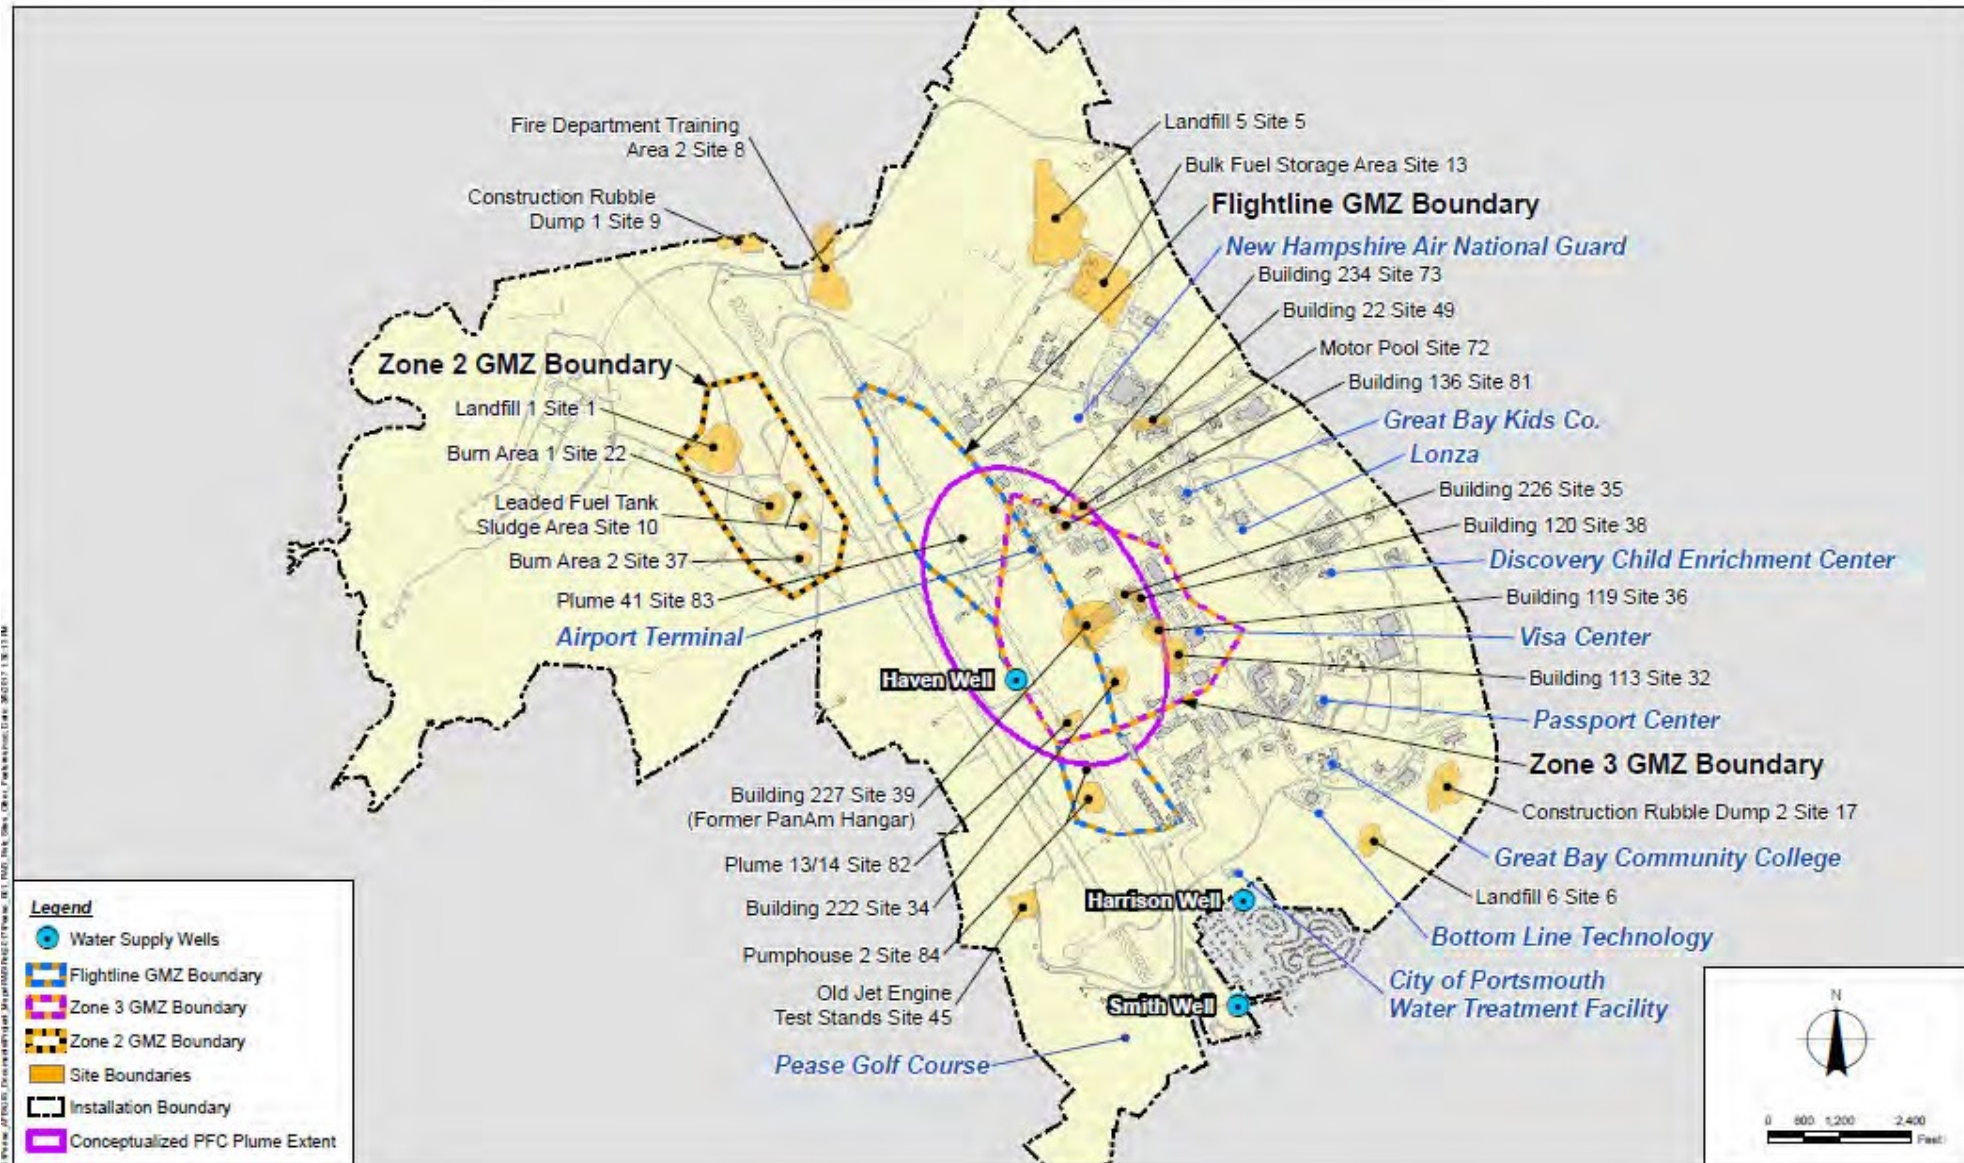 Fire Department Training
Area 2 Site 8
Construction Rubble
Dump 1 Site 9
Landfill 5 Site 5
Bulk Fuel Storage Area Site 13
Flightline GMZ Boundary
New Hampshire Air National Guard
Building 234 Site 73
Building 22 Site 49
Motor Pool Site 72
Building 136 Site 81
Great Bay Kids Co.
Lonza
Building 226 Site 35
Building 120 Site 38
Discovery Child Enrichment Center
Building 119 Site 36
Visa Center
Building 113 Site 32
Passport Center
Zone 3 GMZ Boundary
Construction Rubble Dump 2 Site 17
Great Bay Community College
Landfill 6 Site 6
Bottom Line Technology
City of Portsmouth
Water Treatment Facility
Zone 2 GMZ Boundary
Landfill 1 Site 1
Burn Area 1 Site 22
Leaded Fuel Tank
Sludge Area Site 10
Burn Area 2 Site 37
Plume 41 Site 83
Airport Terminal
Haven Well
Building 227 Site 39
(Former PanAm Hangar)
Plume 13/14 Site 82
Building 222 Site 34
Pumphouse 2 Site 84
Old Jet Engine
Test Stands Site 45
Pease Golf Course
Harrison Well
Smith Well
Legend
Water Supply Wells
Flightline GMZ Boundary
Zone 3 GMZ Boundary
Zone 2 GMZ Boundary
Site Boundaries
Installation Boundary
Conceptualized PFC Plume Extent
N
0 600 1,200 2,400
Feet